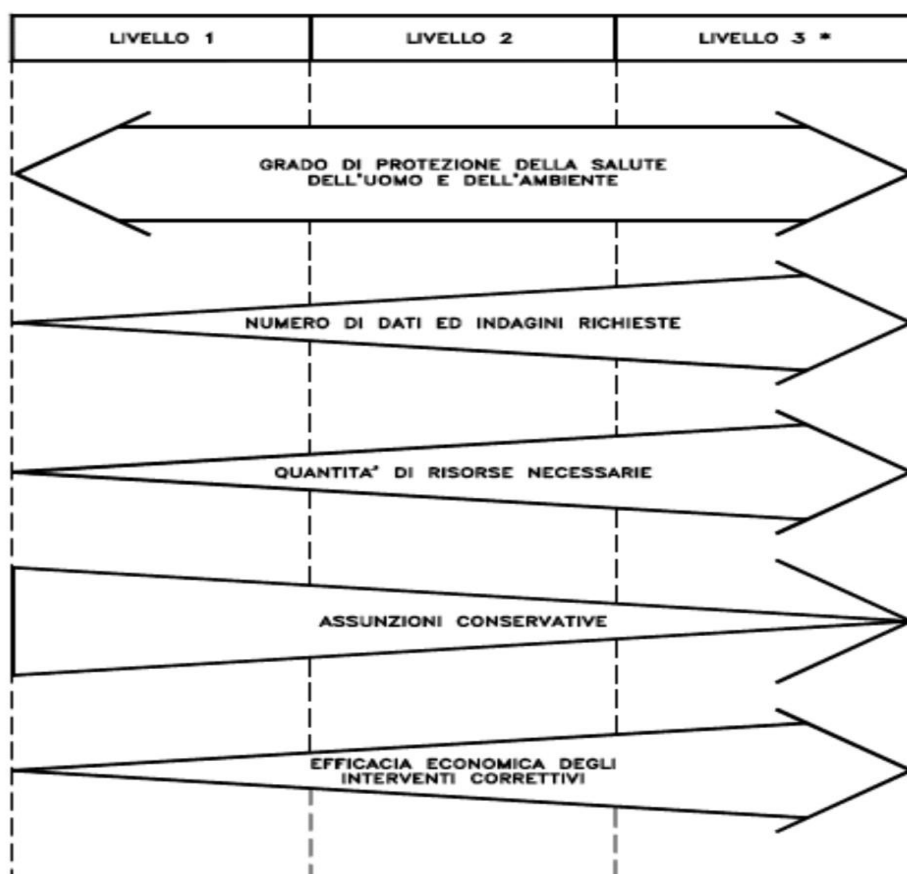 LIVELLO 1
LIVELLO 2
LIVELLO 3 *
GRADO DI PROTEZIONE DELLA SALUTE
DELL'UOMO E DELL'AMBIENTE
NUMERO DI DATI ED INDAGINI RICHIESTE
QUANTITA' DI RISORSE NECESSARIE
ASSUNZIONI CONSERVATIVE
EFFICACIA ECONOMICA DEGLI
INTERVENTI CORRETTIVI